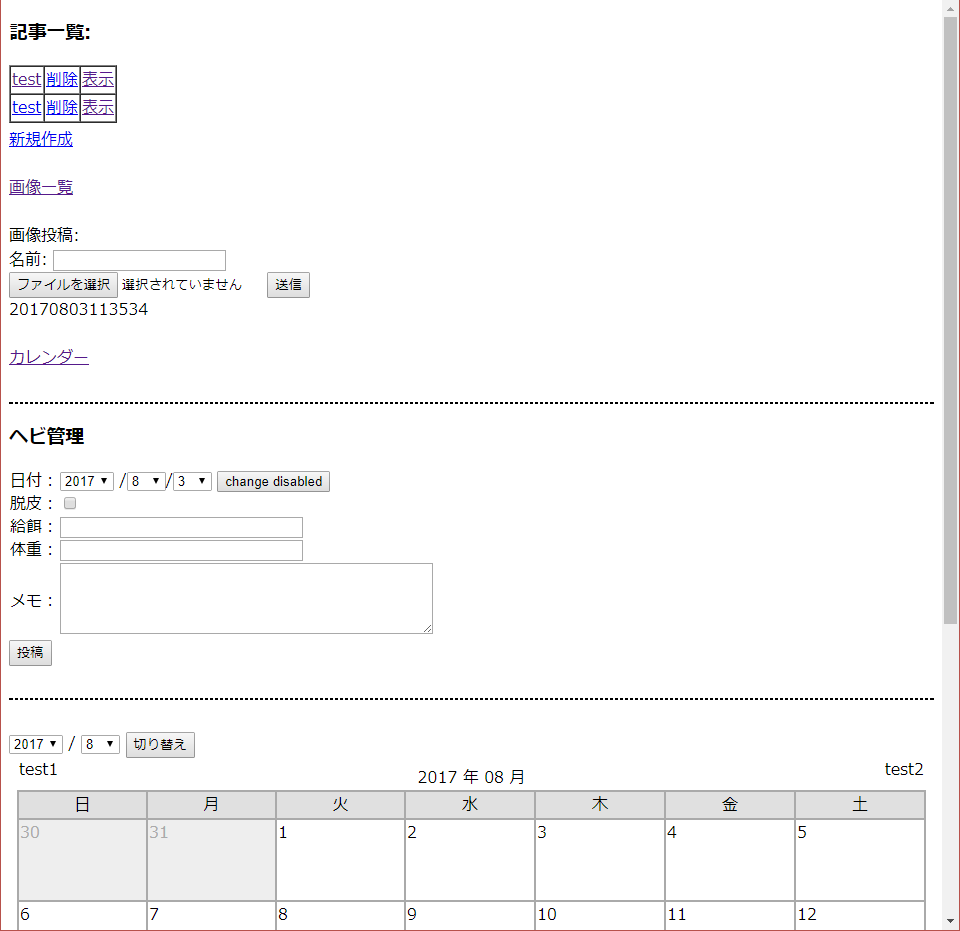 記事一覧:
test 削除 表示
test 削除 表示
新規作成
画像一覧
画像投稿:
名前:
ファイルを選択 選択されていません 送信
20170803113534
カレンダー
ヘビ管理
日付： 2017 / 8 / 3 change disabled
脱皮：
給餌：
体重：
メモ：
投稿
2017 / 8 切り替え
test1 2017 年 08 月 test2
日 月 火 水 木 金 土
30 31 1 2 3 4 5
6 7 8 9 10 11 12